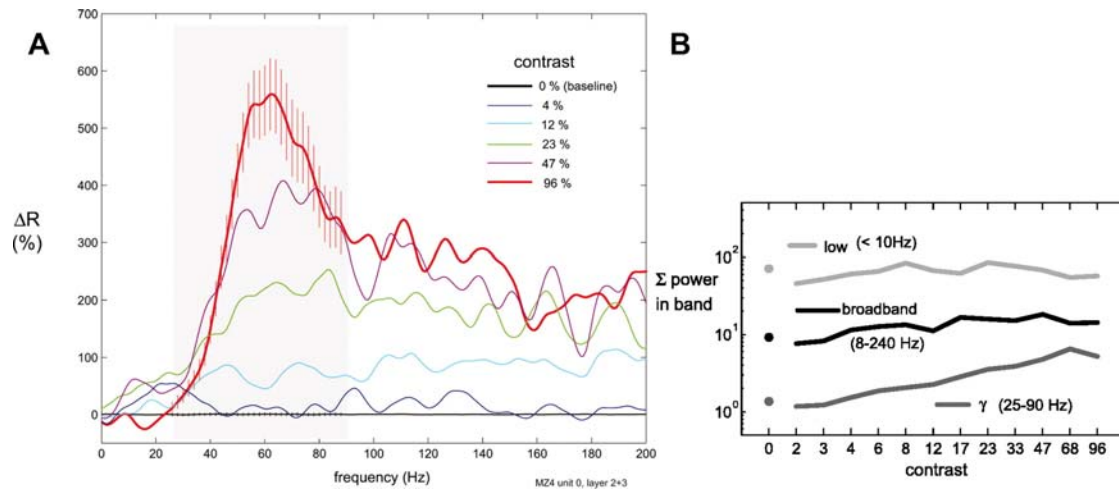 A
700
600
500
400
300
200
100
0
ΔR
(%)
contrast
0 % (baseline)
4 %
12 %
23 %
47 %
96 %
0 20 40 60 80 100 120 140 160 180 200
frequency (Hz)
MZ4 unit 0, layer 2+3
B
Σ power
in band
10²
10¹
10⁰
low (< 10Hz)
broadband
(8-240 Hz)
γ (25-90 Hz)
0 2 3 4 6 8 12 17 23 33 47 68 96
contrast